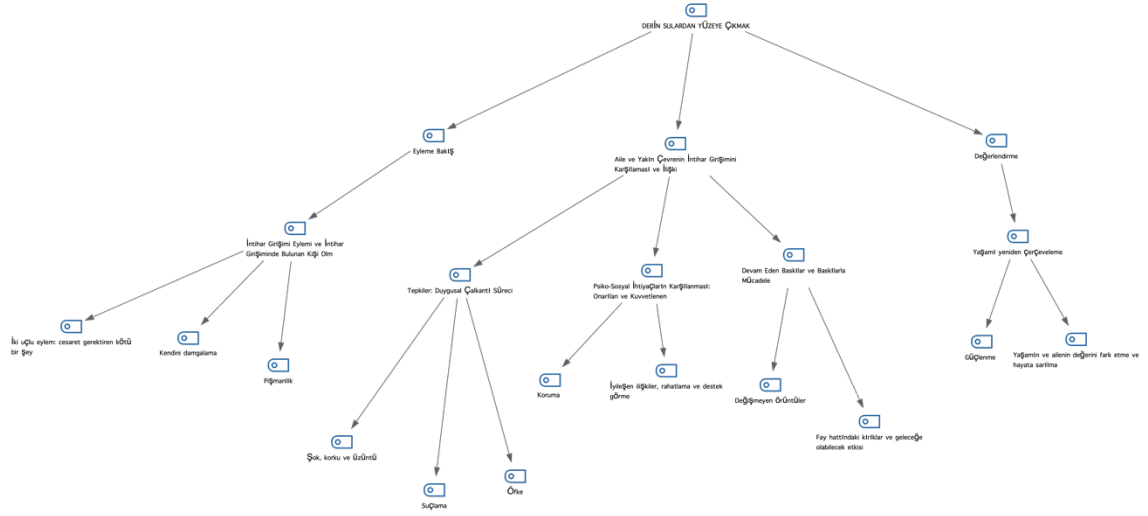 DERİN SULARDAN YÜZEYE ÇIKMAK
Eyleme Bakış
Aile ve Yakın Çevrenin İntihar Girişimini
Karşılaması ve İlişki
Değerlendirme
İntihar Girişimi Eylemi ve İntihar
Girişiminde Bulunan Kişi Olm
Tepkiler: Duygusal Çalkantı Süreci
Psiko-Sosyal İhtiyaçların Karşılanması:
Onarılan ve Kuvvetlenen
Devam Eden Baskılar ve Baskılarla
Mücadele
Yaşamı yeniden çerçeveleme
İki uçlu eylem: cesaret gerektiren kötü
bir şey
Kendini damgalama
Pişmanlık
Şok, korku ve üzüntü
Suçlama
Öfke
Koruma
İyileşen ilişkiler, rahatlama ve destek
görme
Değişmeyen örüntüler
Fay hattındaki kırıklar ve geleceğe
olabilecek etkisi
Güçlenme
Yaşamın ve ailenin değerini fark etme ve
hayata sarılma